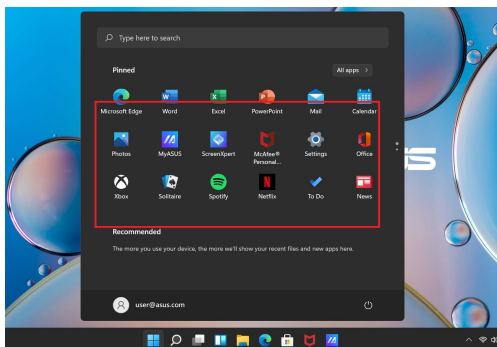 Type here to search
Pinned
All apps >
Microsoft Edge Word Excel PowerPoint Mail Calendar
Photos MyASUS ScreenXpert McAfee® Personal... Settings Office
Xbox Solitaire Spotify Netflix To Do News
Recommended
The more you use your device, the more we'll show your recent files and new apps here.
user@asus.com